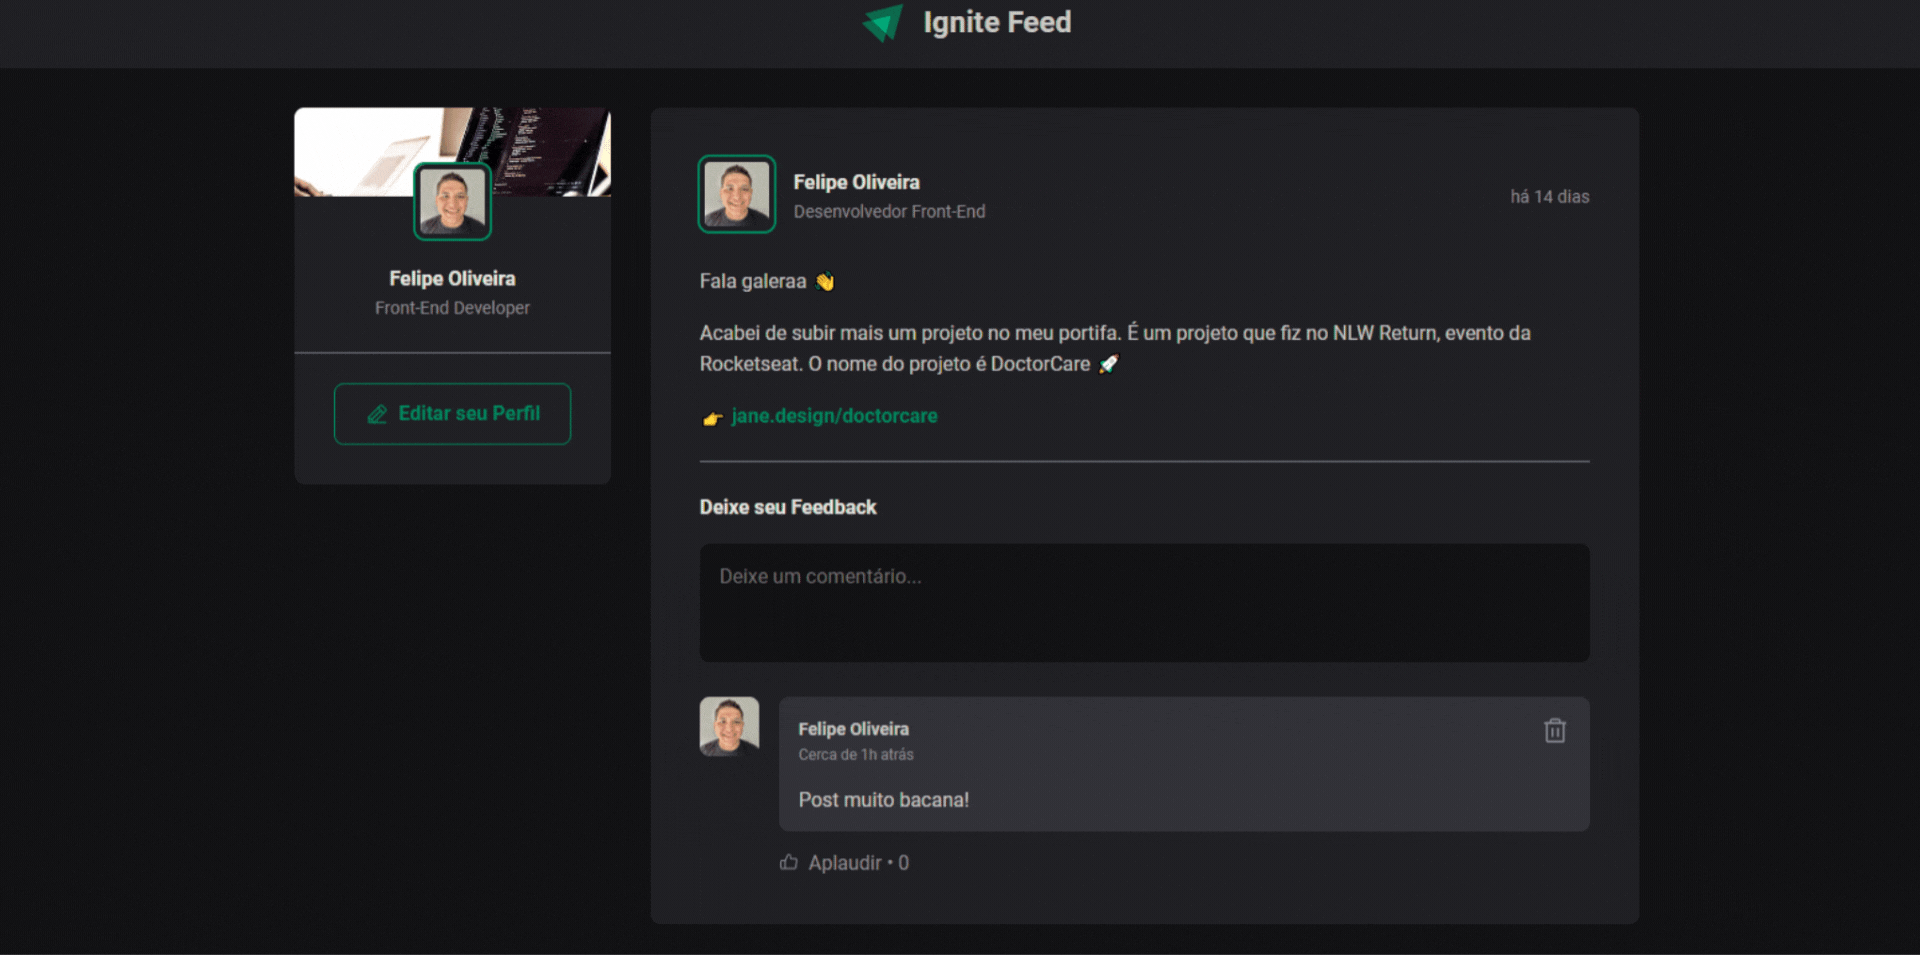 Ignite Feed
Felipe Oliveira
Front-End Developer
Editar seu Perfil
Felipe Oliveira
Desenvolvedor Front-End
há 14 dias
Fala galeraa 👋
Acabei de subir mais um projeto no meu portifa. É um projeto que fiz no NLW Return, evento da
Rocketseat. O nome do projeto é DoctorCare 🚀
👉 jane.design/doctorcare
Deixe seu Feedback
Deixe um comentário...
Felipe Oliveira
Cerca de 1h atrás
Post muito bacana!
Aplaudir • 0